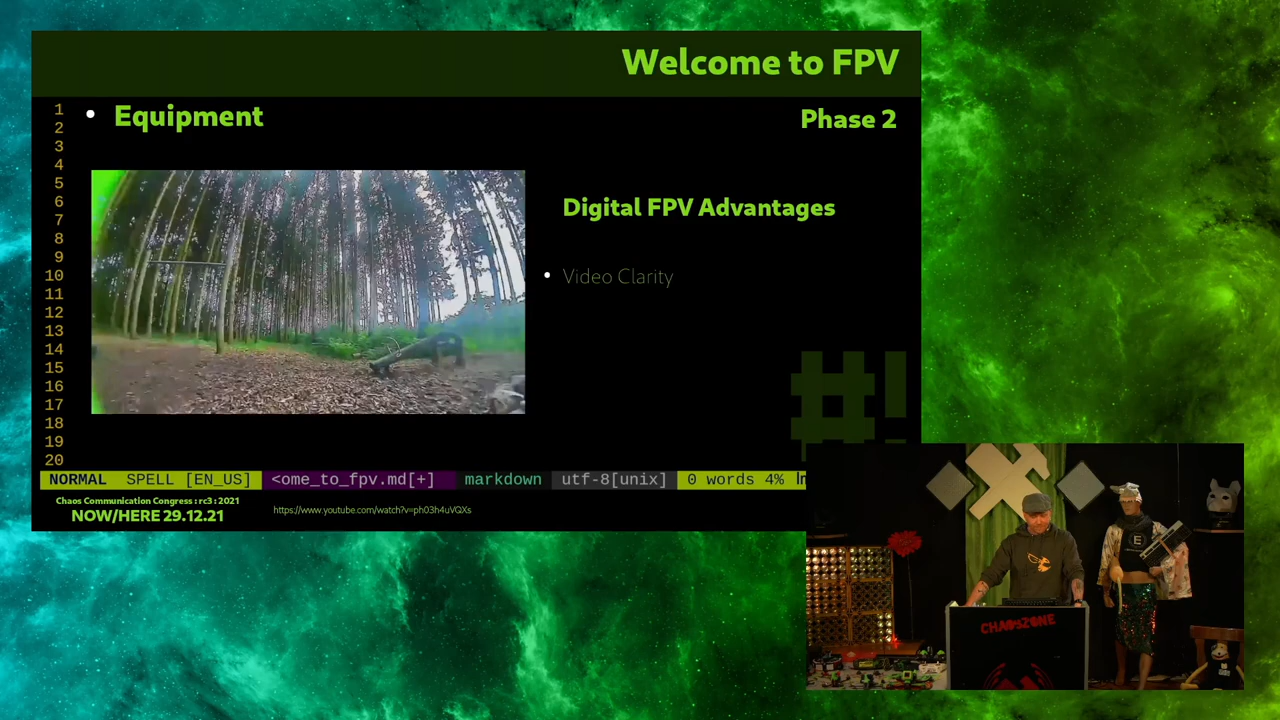 Welcome to FPV
• Equipment
Phase 2
1
2
3
4
5
6
7
8
9
10
11
12
13
14
15
16
17
18
19
20
Digital FPV Advantages
• Video Clarity
#!
NORMAL SPELL [EN_US] <ome_to_fpv.md[+] markdown utf-8[unix] 0 words 4% ln
Chaos Communication Congress : rc3 : 2021
NOW/HERE 29.12.21
https://www.youtube.com/watch?v=ph03h4uVQXs
E
CHAOSZONE